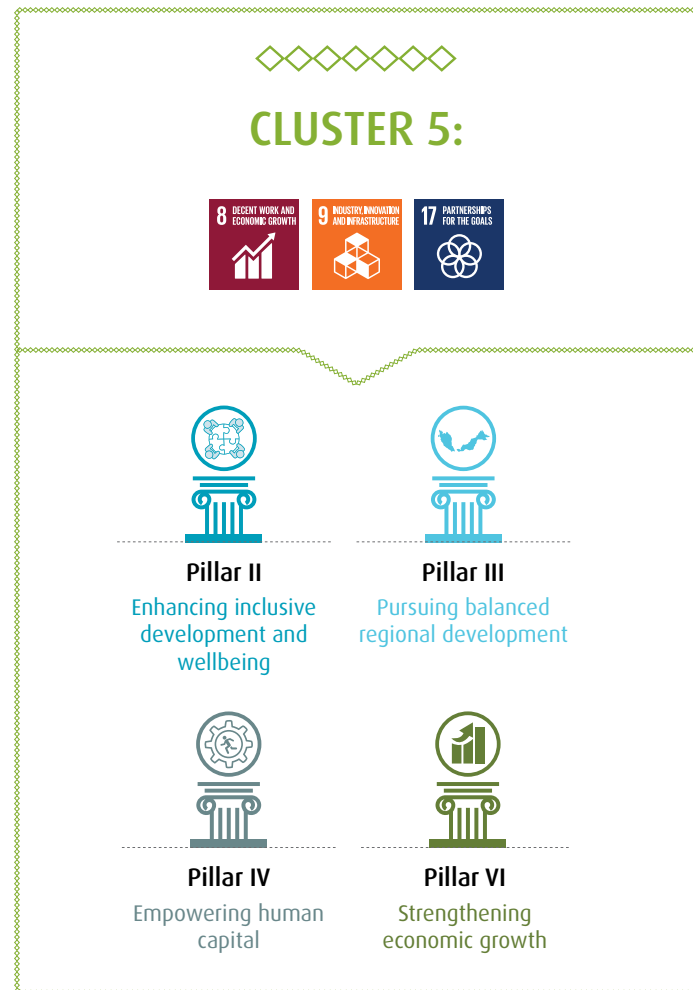 CLUSTER 5:
8 DECENT WORK AND
ECONOMIC GROWTH
9 INDUSTRY, INNOVATION
AND INFRASTRUCTURE
17 PARTNERSHIPS
FOR THE GOALS
Pillar II
Enhancing inclusive
development and
wellbeing
Pillar III
Pursuing balanced
regional development
Pillar IV
Empowering human
capital
Pillar VI
Strengthening
economic growth